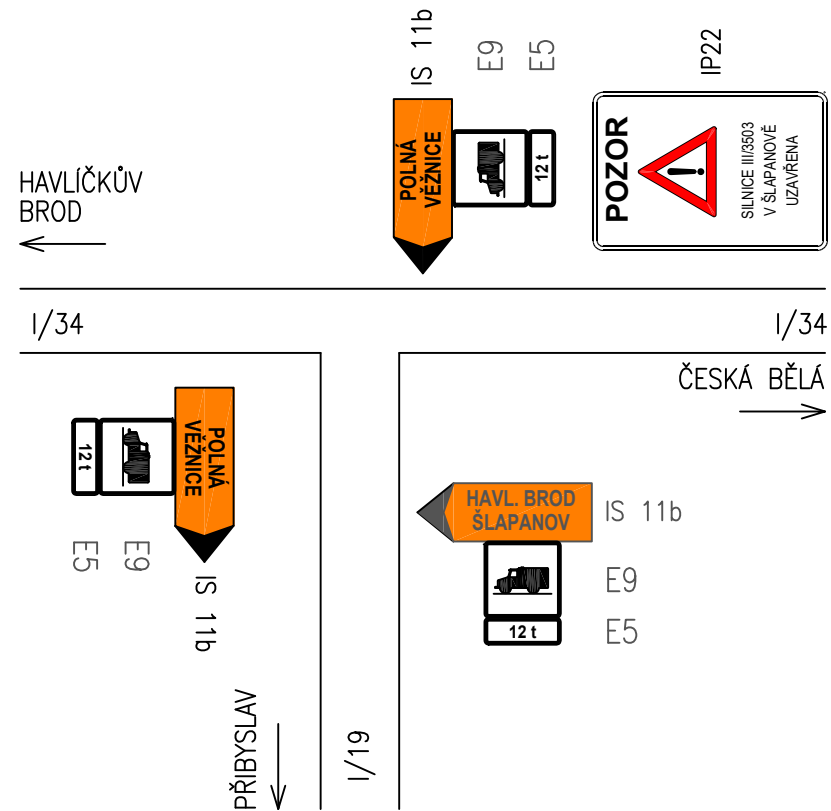 IS 11b
E9
E5
IP22
POLNÁ
VĚŽNICE
12 t
POZOR
SILNICE III/3503
V ŠLAPANOVĚ
UZAVŘENA
HAVLÍČKŮV
BROD
I/34
I/34
ČESKÁ BĚLÁ
POLNÁ
VĚŽNICE
12 t
E5
E9
IS 11b
HAVL. BROD
ŠLAPANOV
IS 11b
E9
12 t
E5
PŘIBYSLAV
I/19